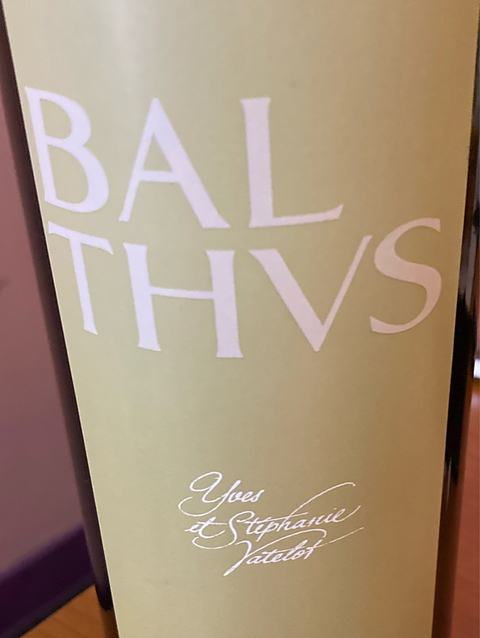 BAL
THVS
Yves
et Stéphanie
Vatelot